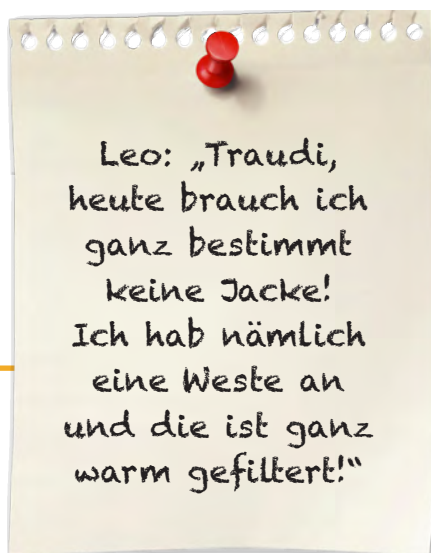 Leo: „Traudi,
heute brauch ich
ganz bestimmt
keine Jacke!
Ich hab nämlich
eine Weste an
und die ist ganz
warm gefiltert!“